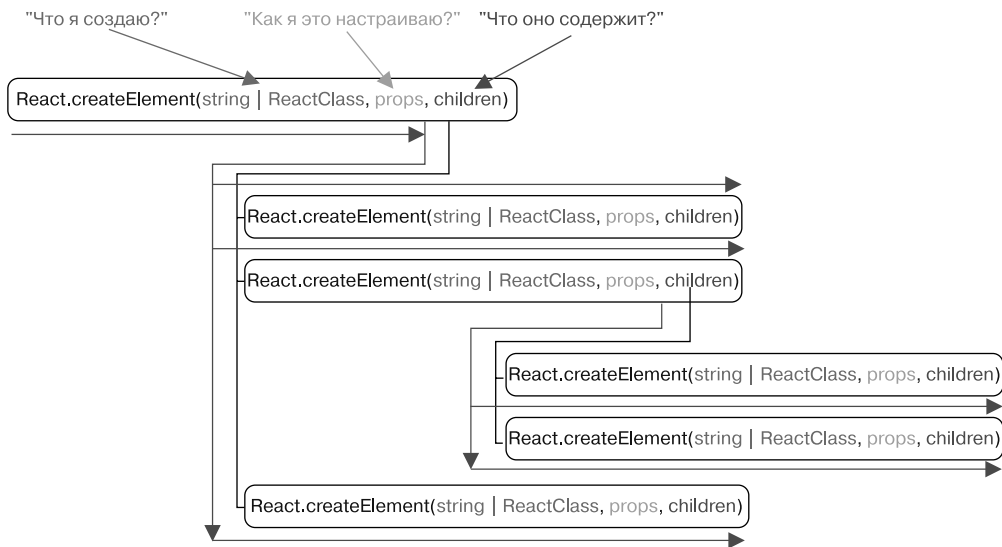 "Что я создаю?" "Как я это настраиваю?" "Что оно содержит?"
React.createElement(string | ReactClass, props, children)
React.createElement(string | ReactClass, props, children)
React.createElement(string | ReactClass, props, children)
React.createElement(string | ReactClass, props, children)
React.createElement(string | ReactClass, props, children)
React.createElement(string | ReactClass, props, children)